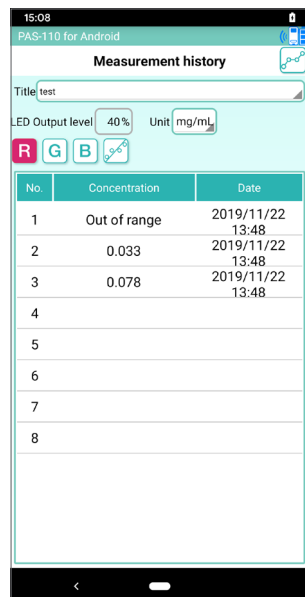 15:08
PAS-110 for Android
Measurement history
Title test
LED Output level 40% Unit mg/mL
R G B
No. Concentration Date
1 Out of range 2019/11/22 13:48
2 0.033 2019/11/22 13:48
3 0.078 2019/11/22 13:48
4
5
6
7
8